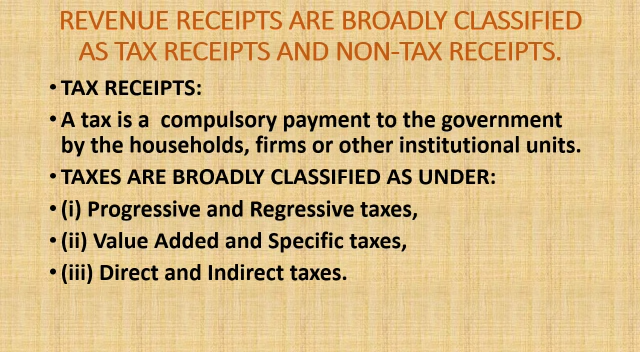 REVENUE RECEIPTS ARE BROADLY CLASSIFIED
AS TAX RECEIPTS AND NON-TAX RECEIPTS.
• TAX RECEIPTS:
• A tax is a  compulsory payment to the government
by the households, firms or other institutional units.
• TAXES ARE BROADLY CLASSIFIED AS UNDER:
• (i) Progressive and Regressive taxes,
• (ii) Value Added and Specific taxes,
• (iii) Direct and Indirect taxes.